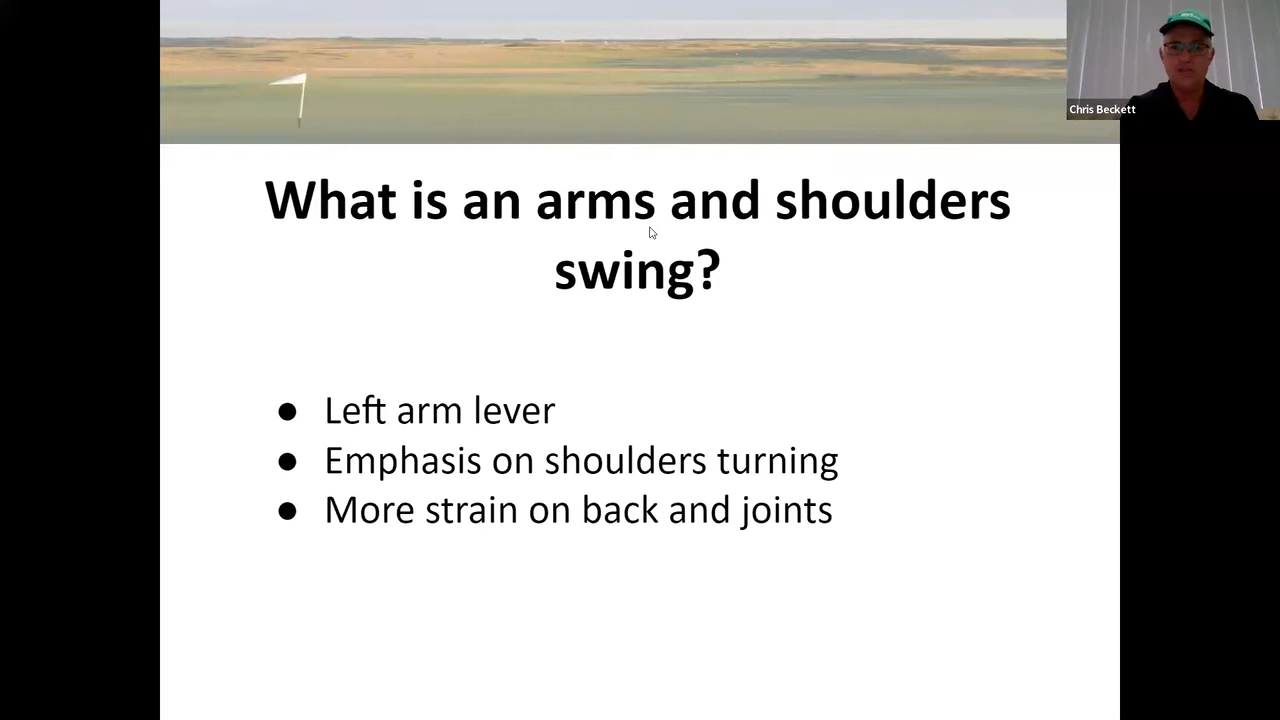 Chris Beckett
What is an arms and shoulders
swing?
● Left arm lever
● Emphasis on shoulders turning
● More strain on back and joints